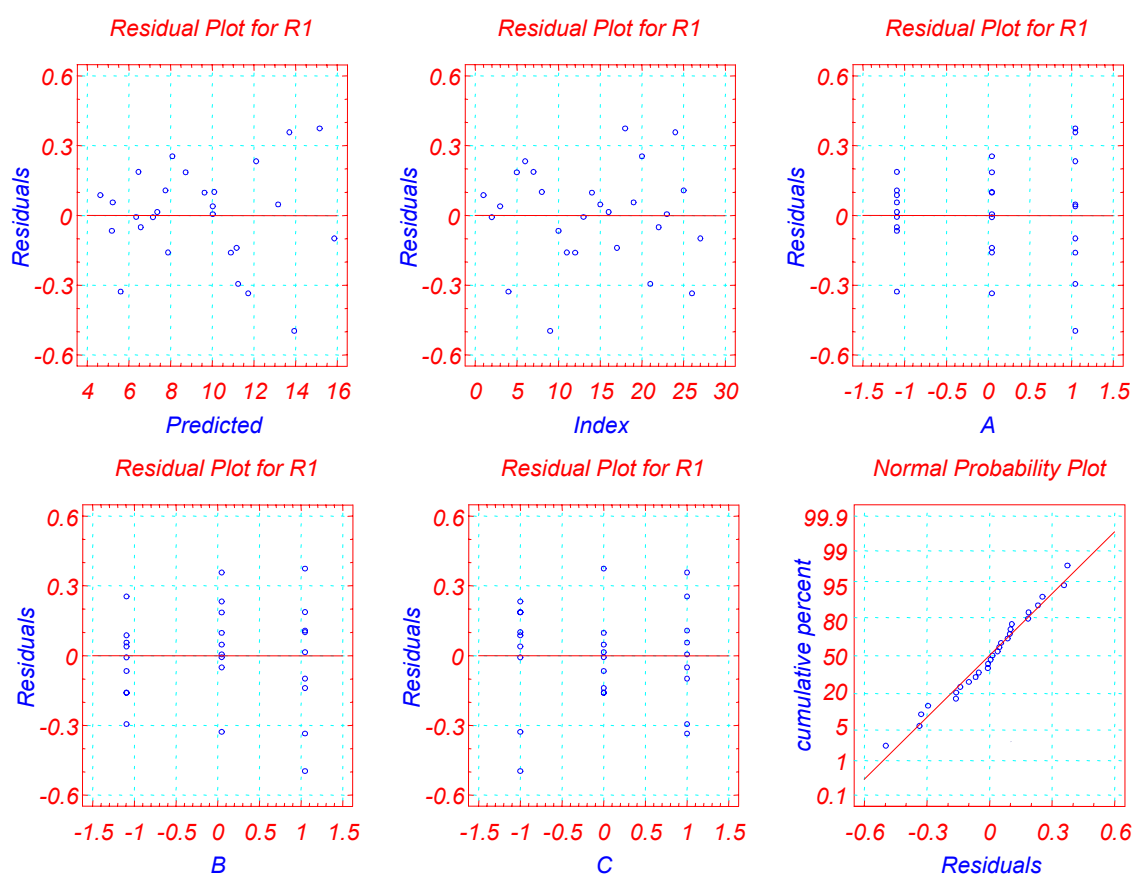 Residual Plot for R1
0.6
0.3
0
-0.3
-0.6
Residuals
4 6 8 10 12 14 16
Predicted
Residual Plot for R1
0.6
0.3
0
-0.3
-0.6
Residuals
0 5 10 15 20 25 30
Index
Residual Plot for R1
0.6
0.3
0
-0.3
-0.6
Residuals
-1.5 -1 -0.5 0 0.5 1 1.5
A
Residual Plot for R1
0.6
0.3
0
-0.3
-0.6
Residuals
-1.5 -1 -0.5 0 0.5 1 1.5
B
Residual Plot for R1
0.6
0.3
0
-0.3
-0.6
Residuals
-1.5 -1 -0.5 0 0.5 1 1.5
C
Normal Probability Plot
99.9
99
95
80
50
20
5
1
0.1
cumulative percent
-0.6 -0.3 0 0.3 0.6
Residuals